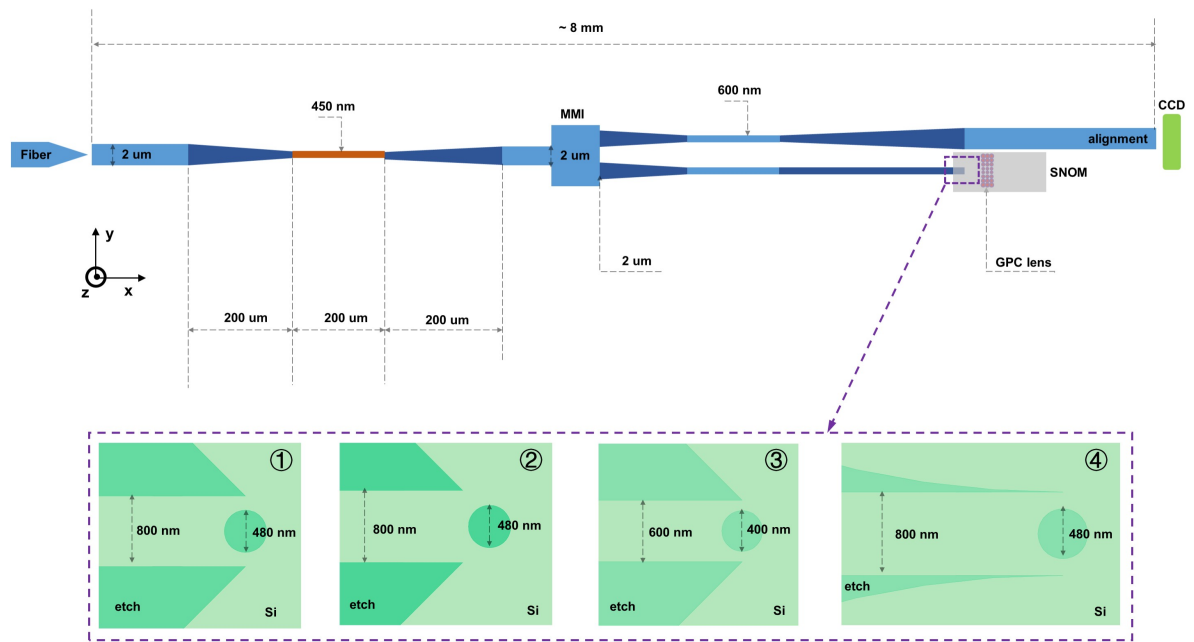 ~ 8 mm
450 nm
600 nm
MMI
CCD
Fiber
2 um
2 um
alignment
SNOM
y
z
x
2 um
GPC lens
200 um
200 um
200 um
①
②
③
④
800 nm
480 nm
800 nm
480 nm
600 nm
400 nm
800 nm
480 nm
etch
Si
etch
Si
etch
Si
etch
Si